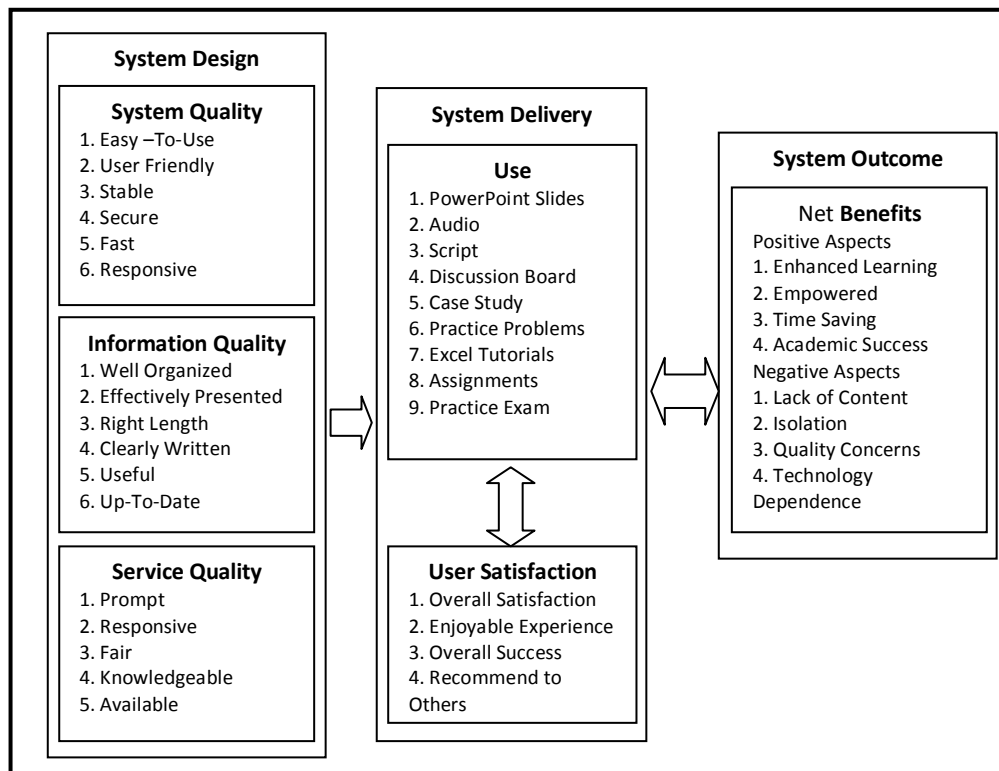 System Design
System Quality
1. Easy –To-Use
2. User Friendly
3. Stable
4. Secure
5. Fast
6. Responsive
Information Quality
1. Well Organized
2. Effectively Presented
3. Right Length
4. Clearly Written
5. Useful
6. Up-To-Date
Service Quality
1. Prompt
2. Responsive
3. Fair
4. Knowledgeable
5. Available
System Delivery
Use
1. PowerPoint Slides
2. Audio
3. Script
4. Discussion Board
5. Case Study
6. Practice Problems
7. Excel Tutorials
8. Assignments
9. Practice Exam
User Satisfaction
1. Overall Satisfaction
2. Enjoyable Experience
3. Overall Success
4. Recommend to
Others
System Outcome
Net Benefits
Positive Aspects
1. Enhanced Learning
2. Empowered
3. Time Saving
4. Academic Success
Negative Aspects
1. Lack of Content
2. Isolation
3. Quality Concerns
4. Technology
Dependence